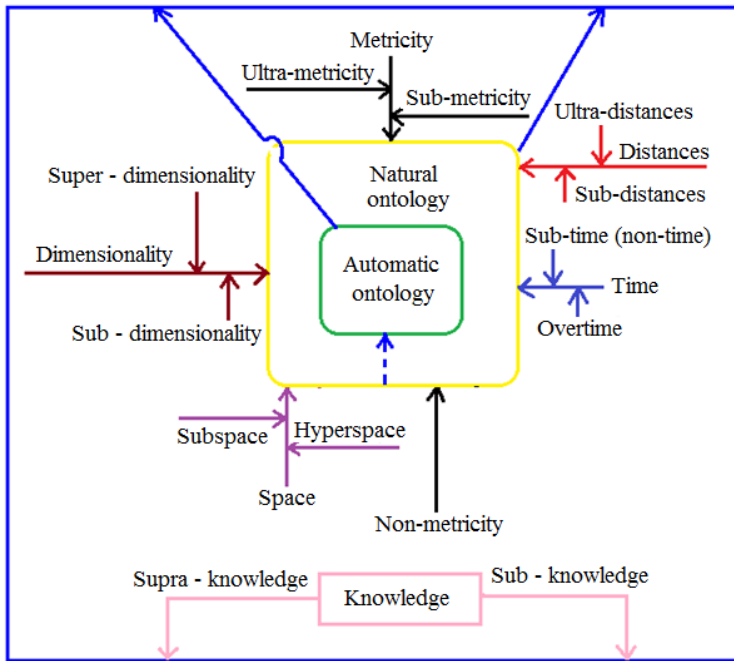 Metricity
Ultra-metricity
Sub-metricity
Ultra-distances
Distances
Sub-distances
Natural
ontology
Super - dimensionality
Sub-time (non-time)
Dimensionality
Automatic
ontology
Time
Overtime
Sub - dimensionality
Subspace
Hyperspace
Space
Non-metricity
Supra - knowledge
Sub - knowledge
Knowledge